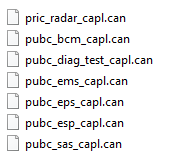 pric_radar_capl.can
pubc_bcm_capl.can
pubc_diag_test_capl.can
pubc_ems_capl.can
pubc_eps_capl.can
pubc_esp_capl.can
pubc_sas_capl.can